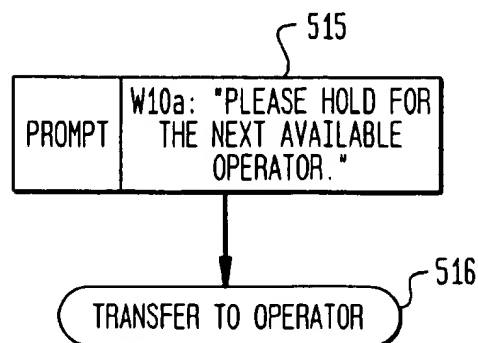 515
PROMPT
W10a: "PLEASE HOLD FOR
THE NEXT AVAILABLE
OPERATOR."
516
TRANSFER TO OPERATOR